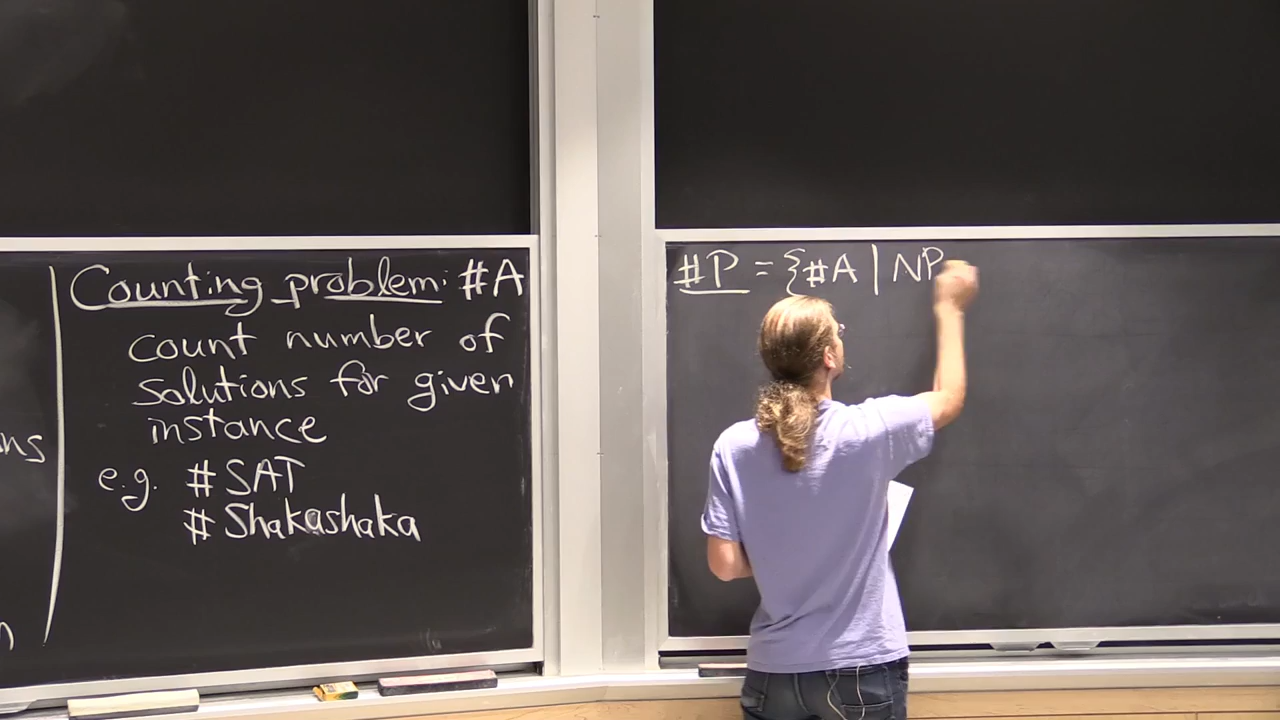 Counting problem: #A
count number of
solutions for given
instance
e.g. #SAT
#Shakashaka
#P = {#A | NP